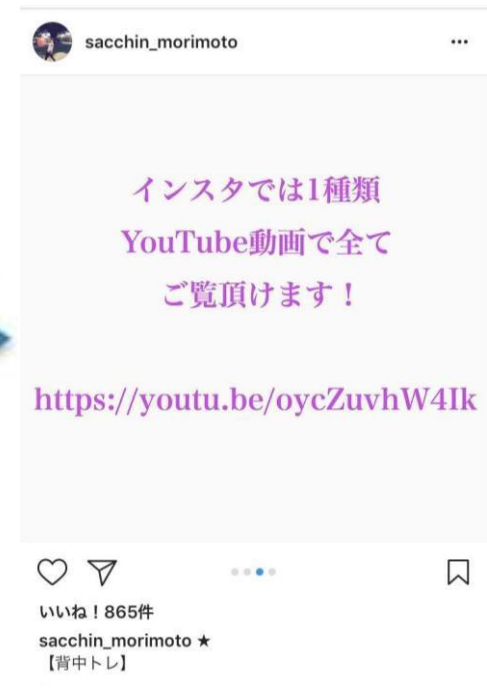 sacchin_morimoto
インスタでは1種類
YouTube動画で全て
ご覧頂けます！
https://youtu.be/oycZuvhW4Ik
いいね！865件
sacchin_morimoto ★
【背中トレ】